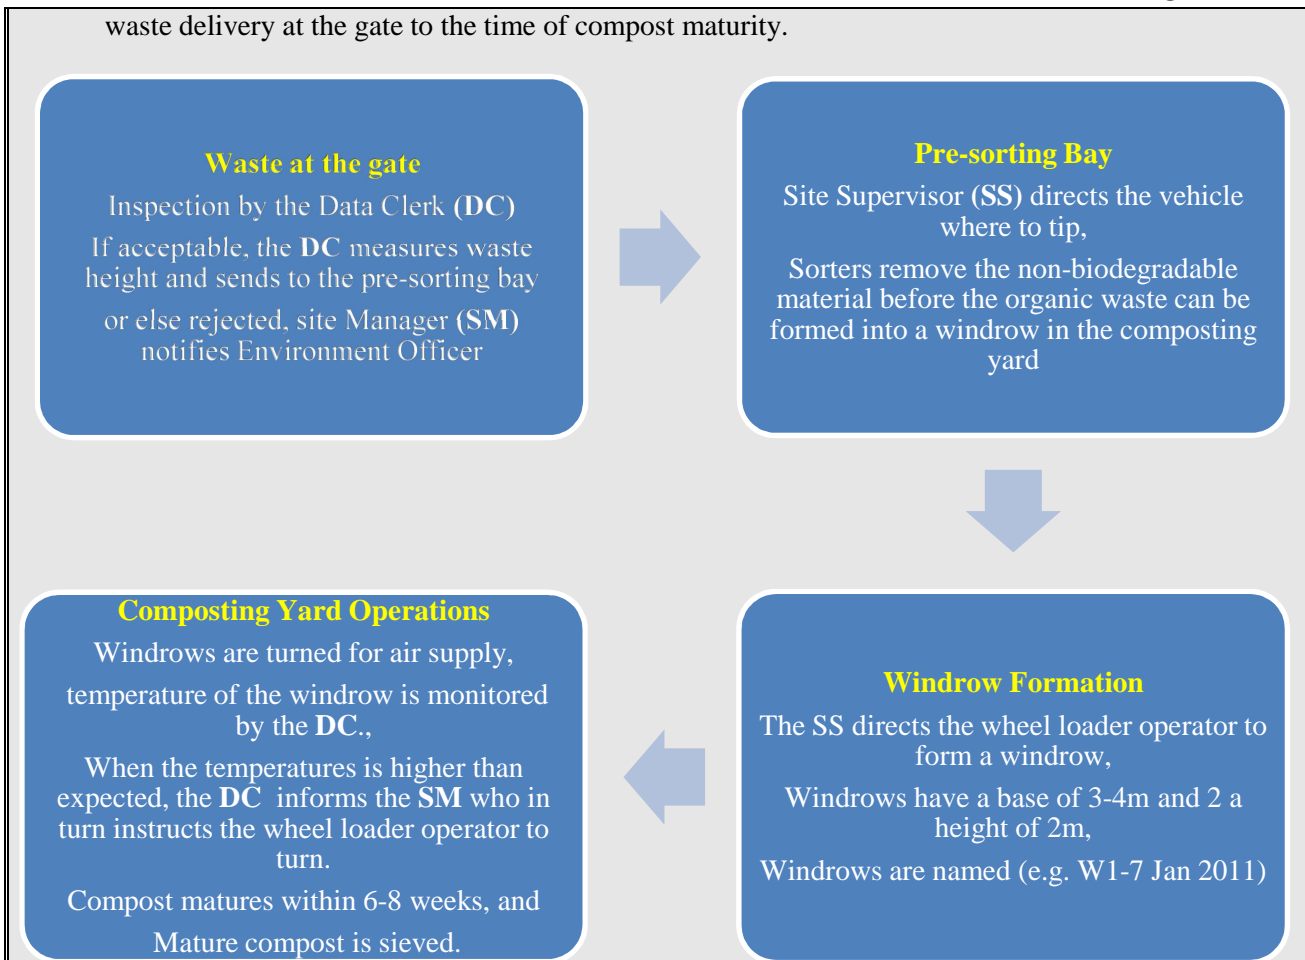 waste delivery at the gate to the time of compost maturity.
Waste at the gate
Inspection by the Data Clerk (DC)
If acceptable, the DC measures waste
height and sends to the pre-sorting bay
or else rejected, site Manager (SM)
notifies Environment Officer
Pre-sorting Bay
Site Supervisor (SS) directs the vehicle
where to tip,
Sorters remove the non-biodegradable
material before the organic waste can be
formed into a windrow in the composting
yard
Windrow Formation
The SS directs the wheel loader operator to
form a windrow,
Windrows have a base of 3-4m and 2 a
height of 2m,
Windrows are named (e.g. W1-7 Jan 2011)
Composting Yard Operations
Windrows are turned for air supply,
temperature of the windrow is monitored
by the DC.,
When the temperatures is higher than
expected, the DC  informs the SM who in
turn instructs the wheel loader operator to
turn.
Compost matures within 6-8 weeks, and
Mature compost is sieved.